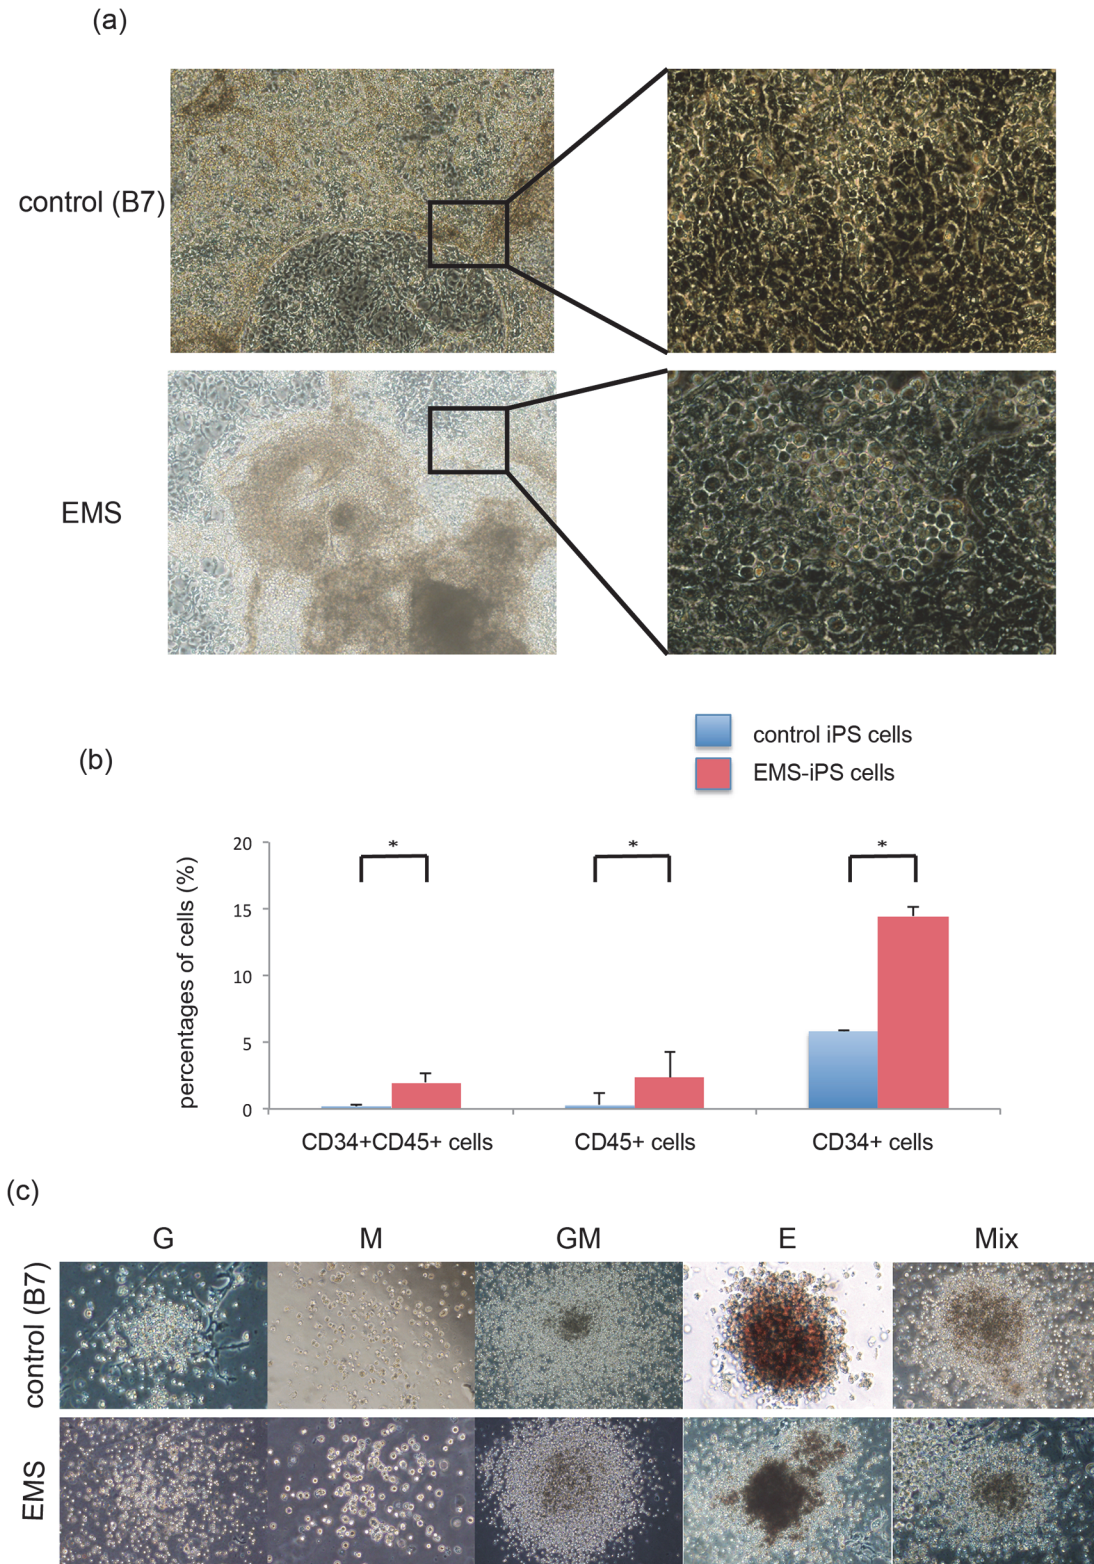 (a)
control (B7)
EMS
control iPS cells
(b)
EMS-iPS cells
percentages of cells (%)
20
15
10
5
0
*
*
*
CD34+CD45+ cells
CD45+ cells
CD34+ cells
(c)
G
M
GM
E
Mix
control (B7)
EMS